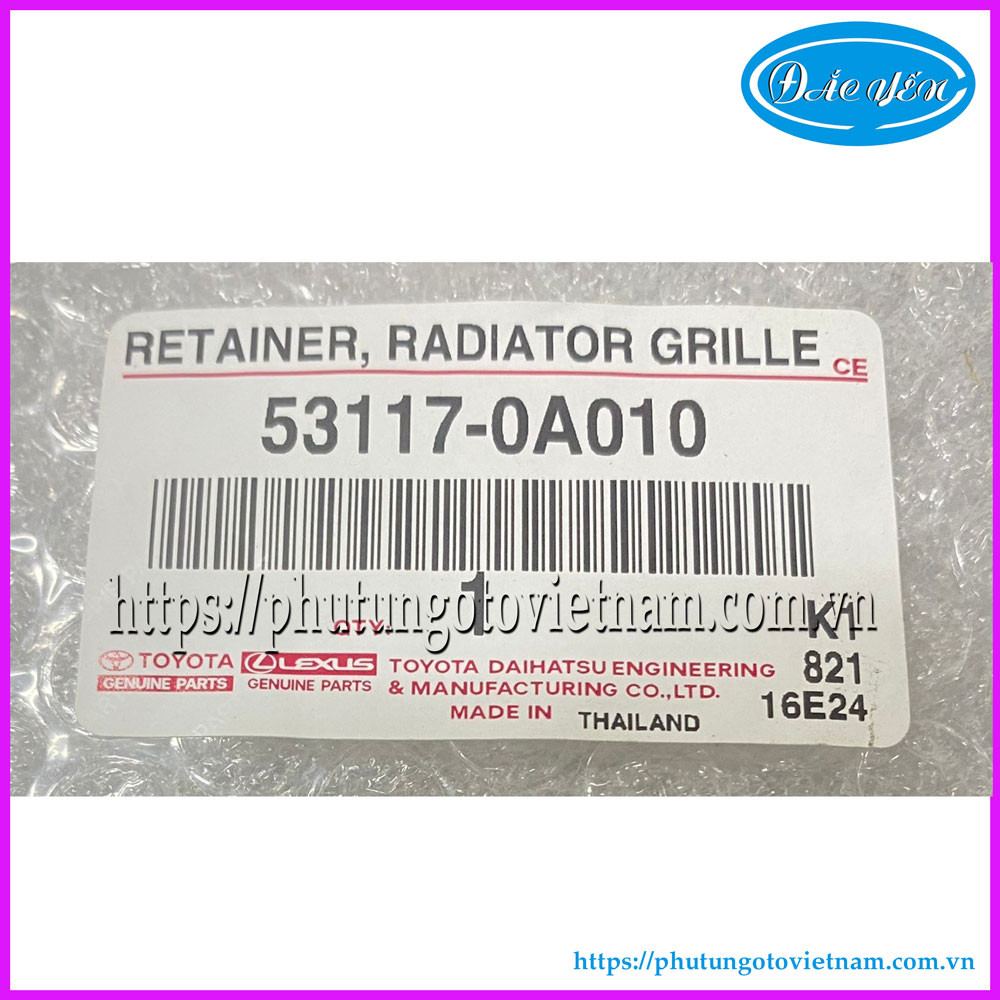 ĐẮC YẾN
RETAINER, RADIATOR GRILLE CE
53117-0A010
https://phutungotovietnam.com.vn
QTY. 1 K1
TOYOTA LEXUS TOYOTA DAIHATSU ENGINEERING 821
GENUINE PARTS GENUINE PARTS & MANUFACTURING CO.,LTD. 16E24
MADE IN THAILAND
https://phutungotovietnam.com.vn